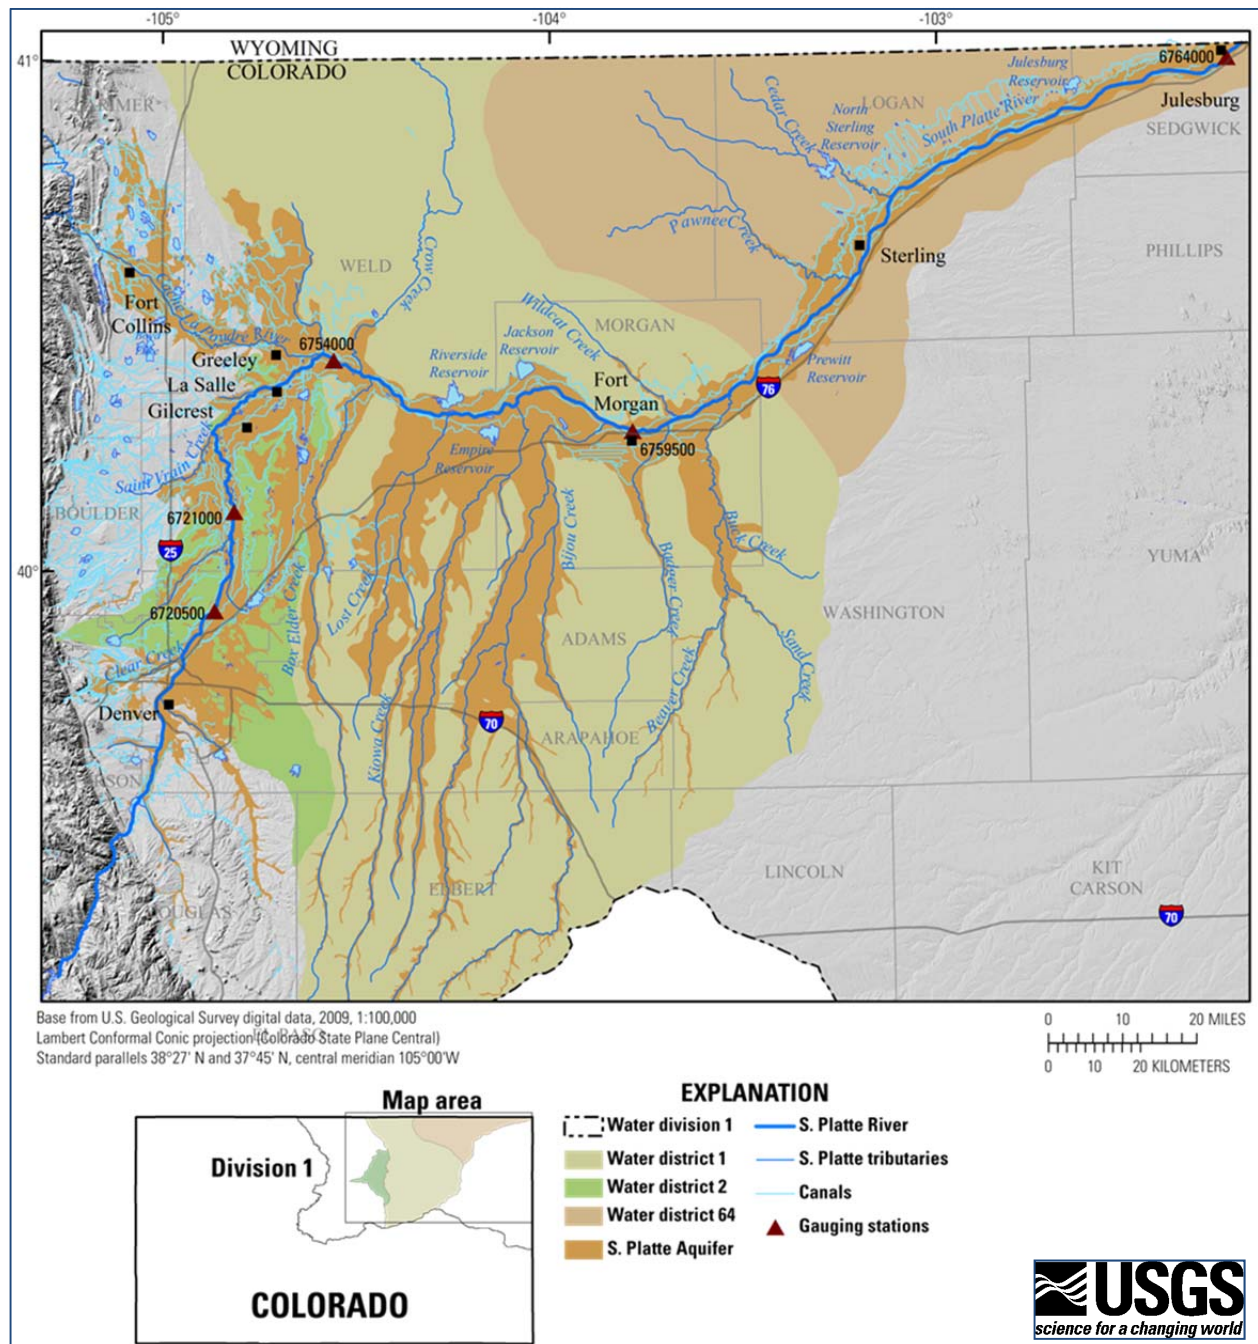 -105°
-104°
-103°
41°
40°
WYOMING
COLORADO
6764000
Julesburg
Reservoir
Julesburg
SEDGWICK
LOGAN
Cedar Creek
North
Sterling
Reservoir
South Platte River
Pawnee Creek
Sterling
PHILLIPS
WELD
Crow Creek
Fort
Collins
Cache La Poudre River
Greeley
La Salle
Gilcrest
6754000
Riverside
Reservoir
Jackson
Reservoir
Wildcat Creek
MORGAN
Fort
Morgan
Prewitt
Reservoir
76
6759500
Empire
Reservoir
Saint Vrain Creek
BOULDER
6721000
25
6720500
Clear Creek
Denver
Box Elder Creek
Lost Creek
Kiowa Creek
Bijou Creek
Badger Creek
Buck Creek
Beaver Creek
Sand Creek
ADAMS
WASHINGTON
YUMA
70
ARAPAHOE
ELBERT
LINCOLN
KIT
CARSON
70
Base from U.S. Geological Survey digital data, 2009, 1:100,000
Lambert Conformal Conic projection (Colorado State Plane Central)
Standard parallels 38°27' N and 37°45' N, central meridian 105°00'W
0 10 20 MILES
0 10 20 KILOMETERS
Map area
Division 1
COLORADO
EXPLANATION
Water division 1
Water district 1
Water district 2
Water district 64
S. Platte Aquifer
S. Platte River
S. Platte tributaries
Canals
Gauging stations
USGS
science for a changing world